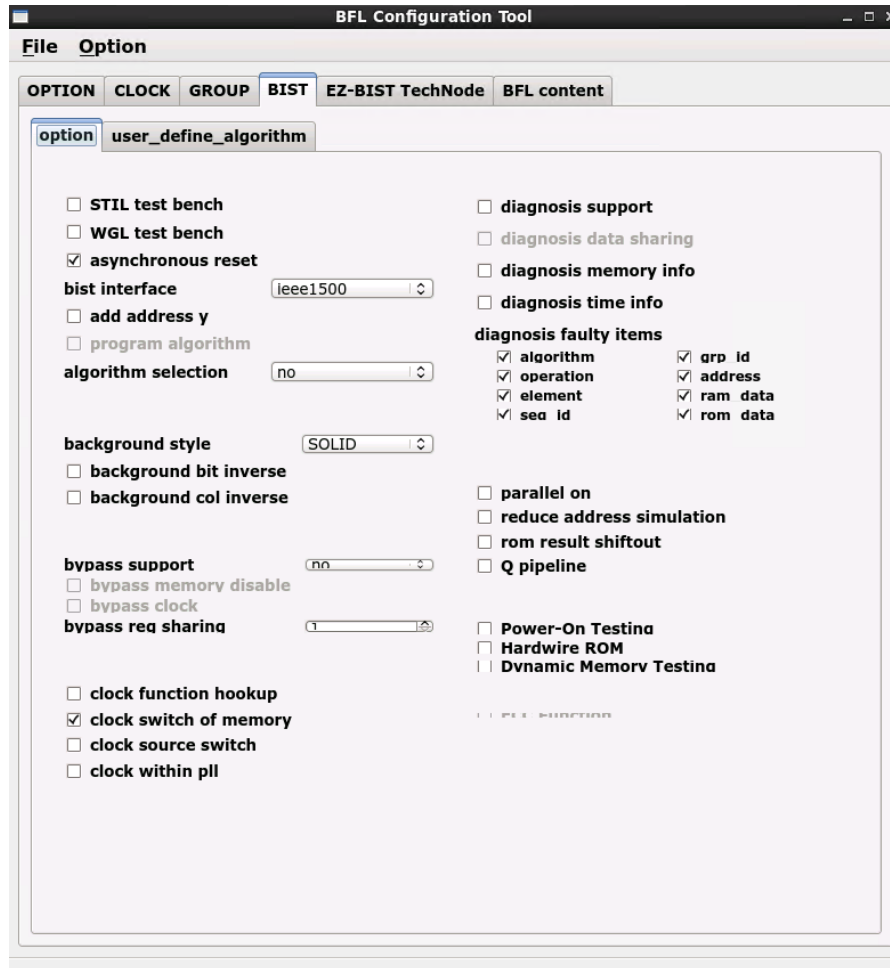 BFL Configuration Tool
File Option
OPTION CLOCK GROUP BIST EZ-BIST TechNode BFL content
option user_define_algorithm
STIL test bench
WGL test bench
asynchronous reset
bist interface ieee1500
add address y
program algorithm
algorithm selection no
background style SOLID
background bit inverse
background col inverse
bypass support no
bypass memory disable
bypass clock
bypass reg sharing 1
clock function hookup
clock switch of memory
clock source switch
clock within pll
diagnosis support
diagnosis data sharing
diagnosis memory info
diagnosis time info
diagnosis faulty items
algorithm grp_id
operation address
element ram_data
seq_id rom_data
parallel on
reduce address simulation
rom result shiftout
Q pipeline
Power-On Testing
Hardwire ROM
Dynamic Memory Testing
Function